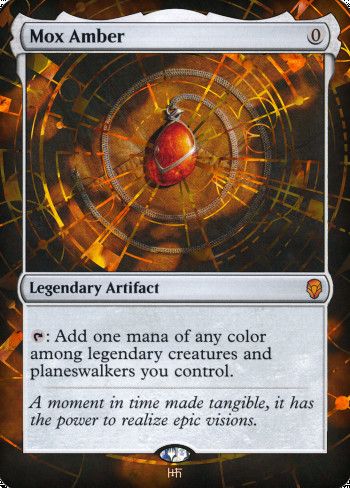 Mox Amber 0
Legendary Artifact
: Add one mana of any color
among legendary creatures and
planeswalkers you control.
A moment in time made tangible, it has
the power to realize epic visions.